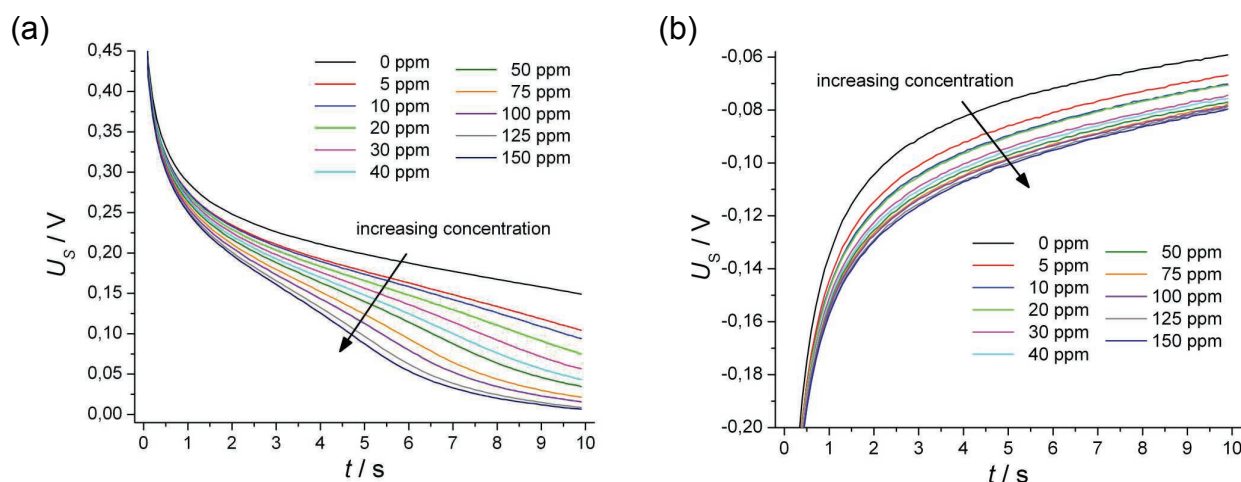 (a)
0,45
0,40
0,35
0,30
0,25
0,20
0,15
0,10
0,05
0,00
U_S / V
0 1 2 3 4 5 6 7 8 9 10
t / s
0 ppm
5 ppm
10 ppm
20 ppm
30 ppm
40 ppm
50 ppm
75 ppm
100 ppm
125 ppm
150 ppm
increasing concentration
(b)
-0,06
-0,08
-0,10
-0,12
-0,14
-0,16
-0,18
-0,20
U_S / V
0 1 2 3 4 5 6 7 8 9 10
t / s
increasing concentration
0 ppm
5 ppm
10 ppm
20 ppm
30 ppm
40 ppm
50 ppm
75 ppm
100 ppm
125 ppm
150 ppm